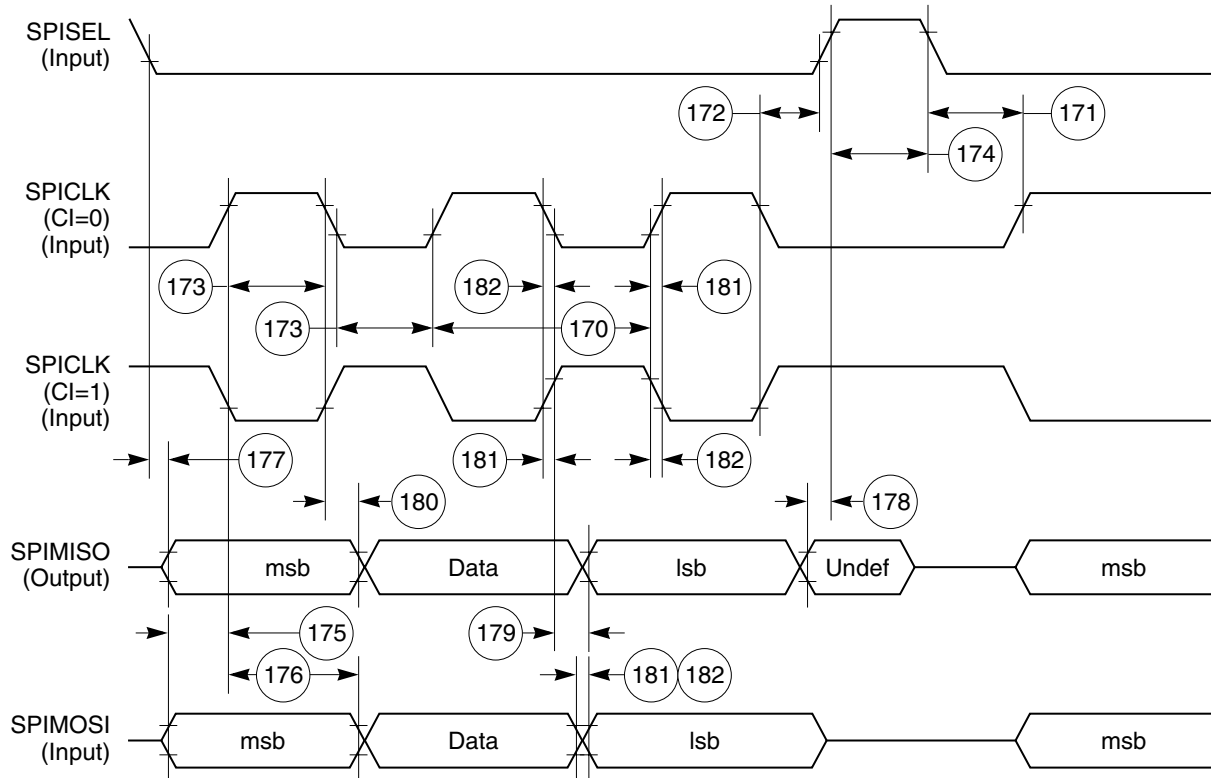 SPISEL
(Input)
172
171
174
SPICLK
(CI=0)
(Input)
173
182
181
173
170
SPICLK
(CI=1)
(Input)
177
181
182
180
178
SPIMISO
(Output)
msb
Data
lsb
Undef
msb
175
179
176
181
182
SPIMOSI
(Input)
msb
Data
lsb
msb